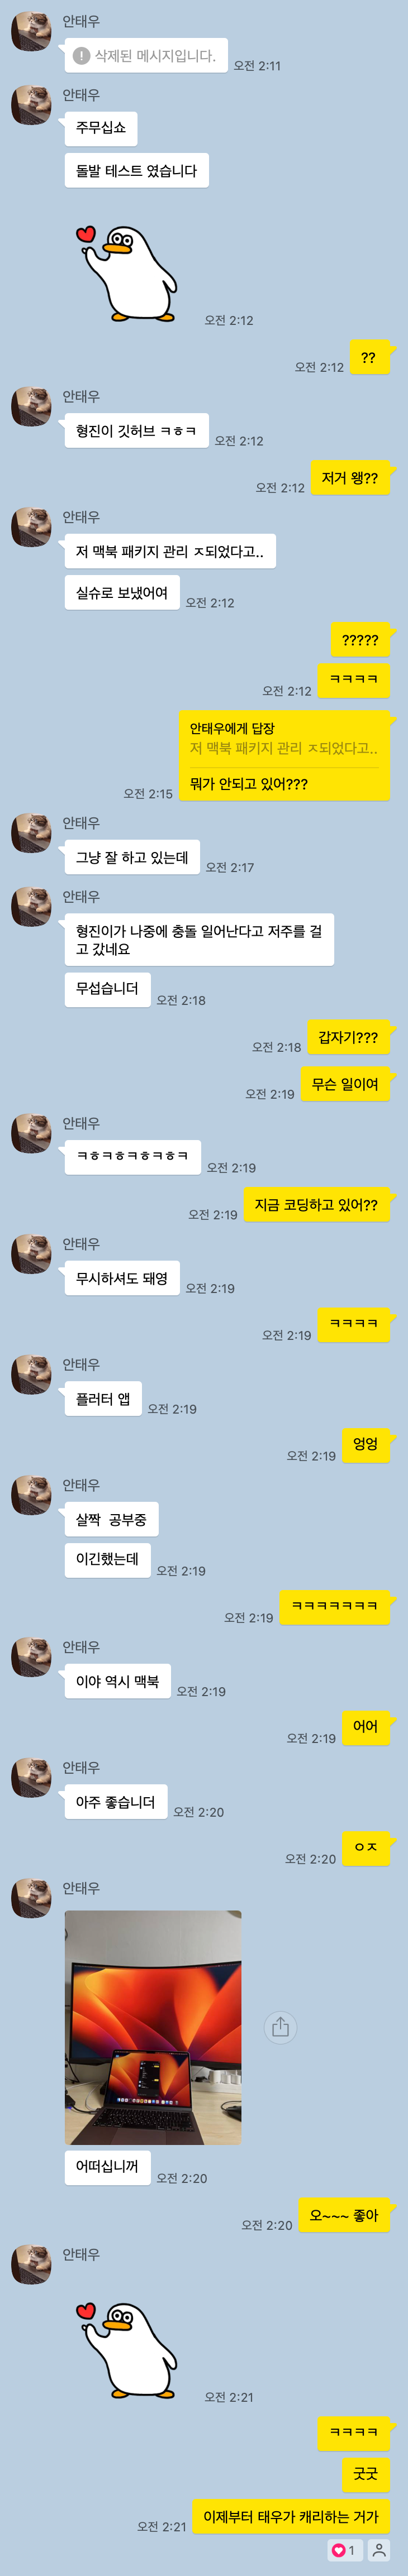 안태우
! 삭제된 메시지입니다.
오전 2:11
안태우
주무십쇼
돌발 테스트 였습니다
오전 2:12
??
오전 2:12
안태우
형진이 깃허브 ㅋㅎㅋ
오전 2:12
저거 왱??
오전 2:12
안태우
저 맥북 패키지 관리 ㅈ되었다고..
실슈로 보냈어여
오전 2:12
?????
ㅋㅋㅋㅋ
오전 2:12
안태우에게 답장
저 맥북 패키지 관리 ㅈ되었다고..
뭐가 안되고 있어???
오전 2:15
안태우
그냥 잘 하고 있는데
오전 2:17
안태우
형진이가 나중에 충돌 일어난다고 저주를 걸
고 갔네요
무섭습니더
오전 2:18
갑자기???
오전 2:18
무슨 일이여
오전 2:19
안태우
ㅋㅎㅋㅎㅋㅎㅋㅎㅋ
오전 2:19
지금 코딩하고 있어??
오전 2:19
안태우
무시하셔도 돼영
오전 2:19
ㅋㅋㅋㅋ
오전 2:19
안태우
플러터 앱
오전 2:19
엉엉
오전 2:19
안태우
살짝  공부중
이긴했는데
오전 2:19
ㅋㅋㅋㅋㅋㅋㅋ
오전 2:19
안태우
이야 역시 맥북
오전 2:19
어어
오전 2:19
안태우
아주 좋습니더
오전 2:20
ㅇㅈ
오전 2:20
안태우
어떠십니꺼
오전 2:20
오~~~ 좋아
오전 2:20
안태우
오전 2:21
ㅋㅋㅋㅋ
굿굿
이제부터 태우가 캐리하는 거가
오전 2:21
1